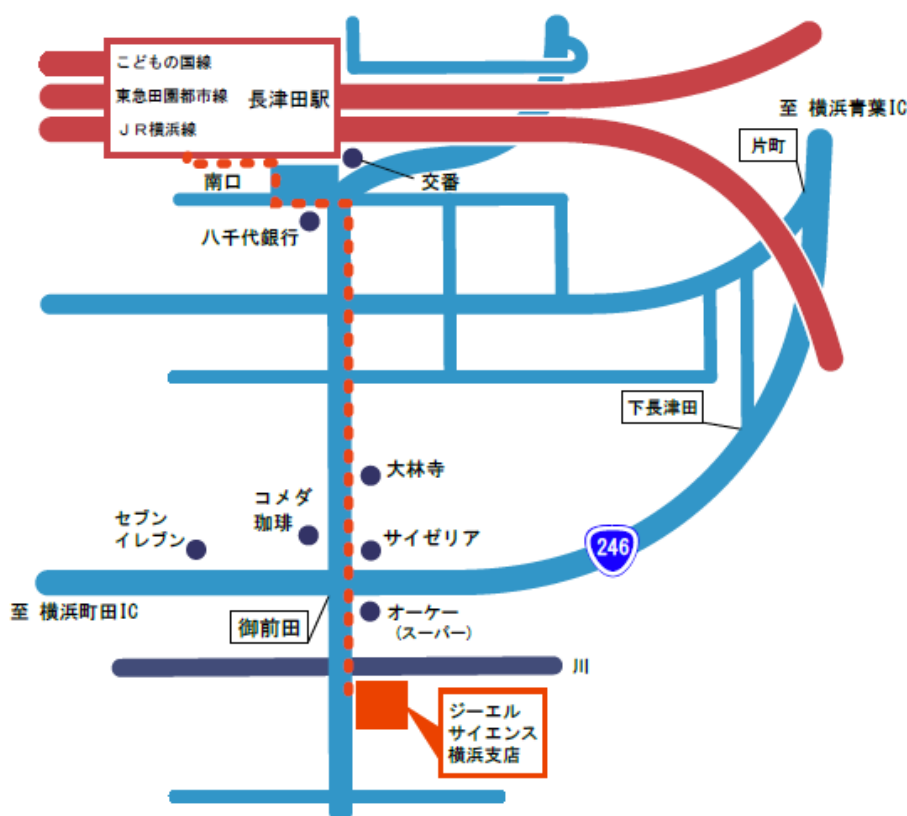 こどもの国線
東急田園都市線
長津田駅
JR横浜線
至 横浜青葉IC
片町
南口
交番
八千代銀行
下長津田
大林寺
コメダ
珈琲
セブン
イレブン
サイゼリア
246
至 横浜町田IC
御前田
オーケー
(スーパー)
川
ジーエル
サイエンス
横浜支店